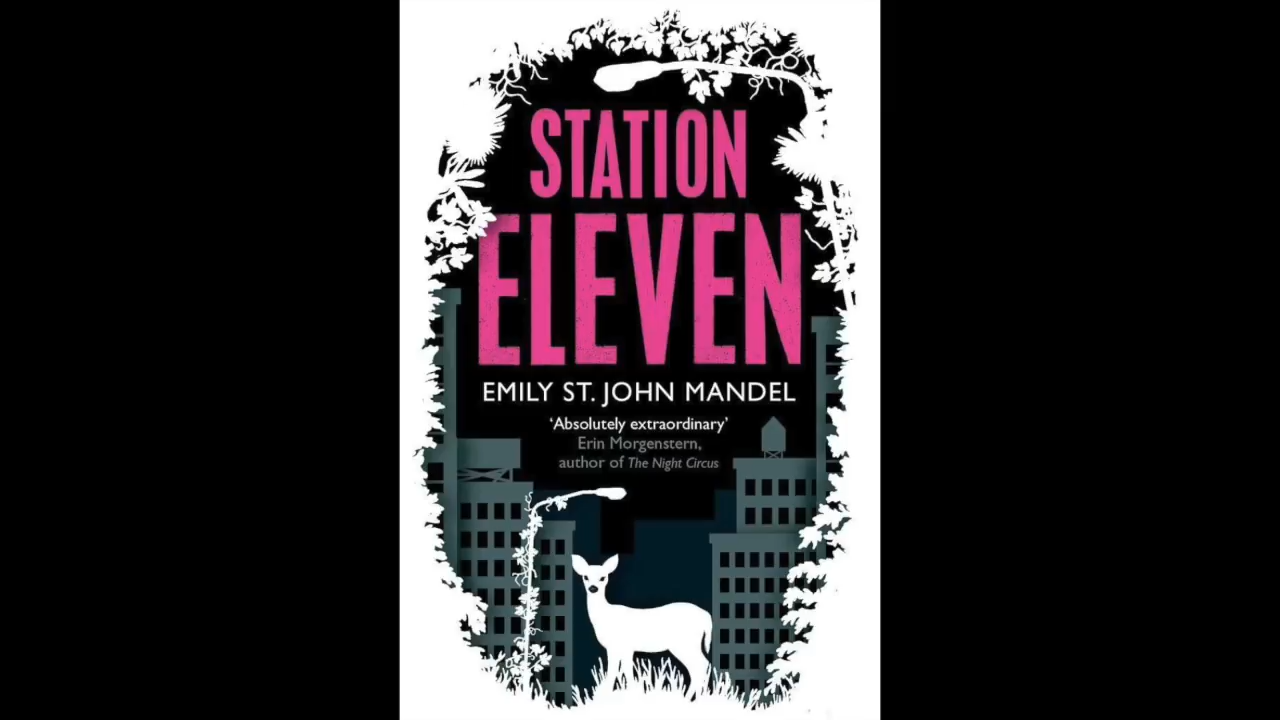 STATION
ELEVEN
EMILY ST. JOHN MANDEL
‘Absolutely extraordinary’
Erin Morgenstern,
author of The Night Circus